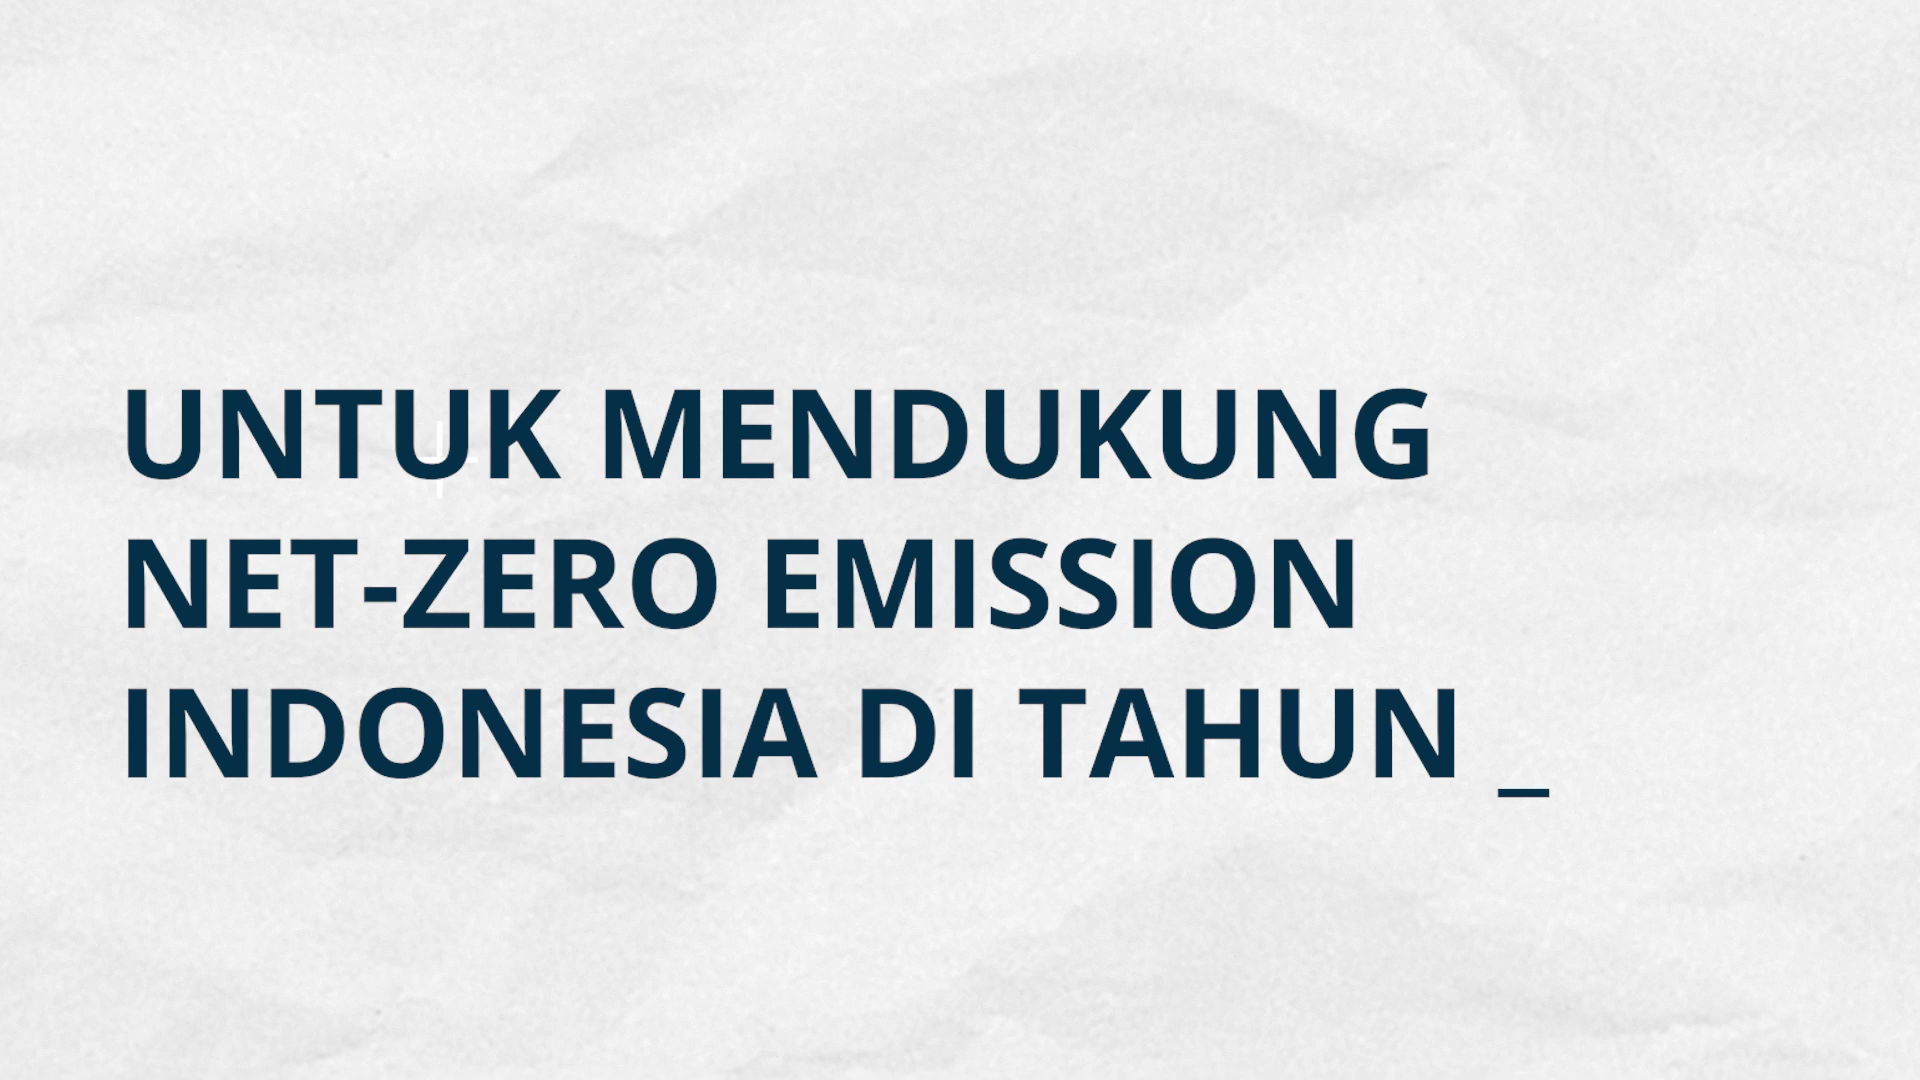 UNTUK MENDUKUNG
NET-ZERO EMISSION
INDONESIA DI TAHUN _